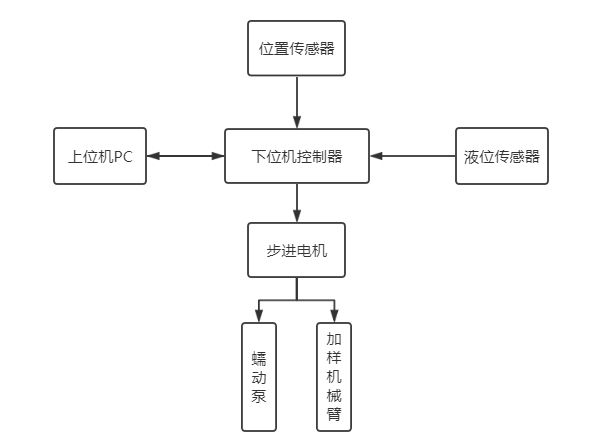 位置传感器
上位机PC
下位机控制器
液位传感器
步进电机
蠕动泵
加样机械臂